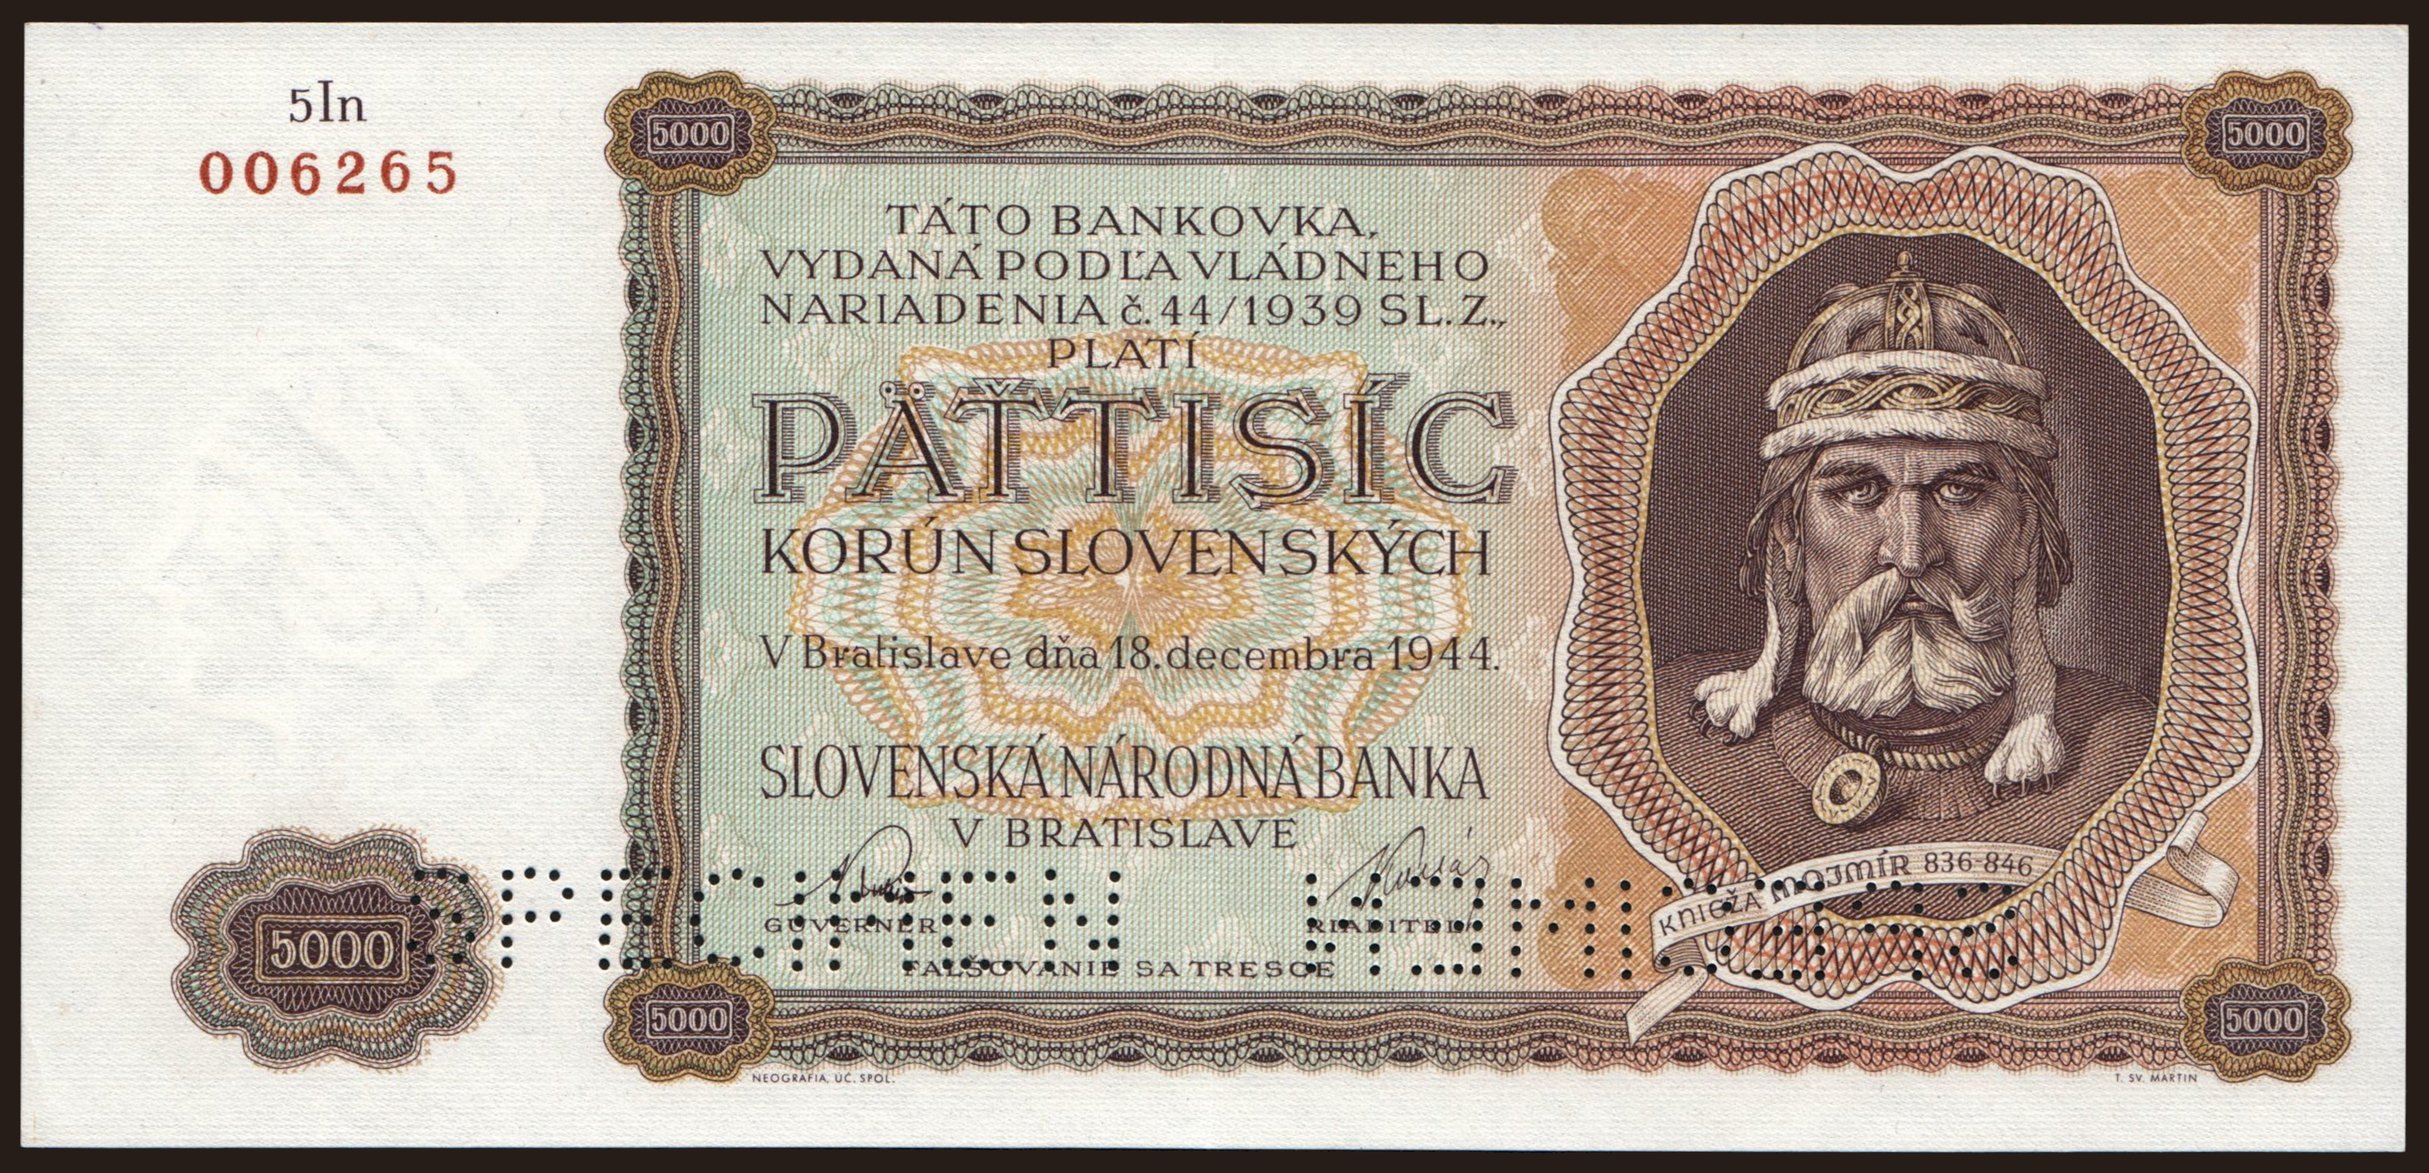 5In
006265
5000
5000
TÁTO BANKOVKA,
VYDANÁ PODĽA VLÁDNEHO
NARIADENIA č. 44/1939 SL. Z.,
PLATÍ
PÄŤTISÍC
KORÚN SLOVENSKÝCH
V Bratislave dňa 18. decembra 1944.
SLOVENSKÁ NÁRODNÁ BANKA
V BRATISLAVE
GUVERNER
RIADITEĽ
FALŠOVANIE SA TRESCE
KNIEŽA MOJMÍR 836-846
SPECIMEN
5000
5000
5000
NEOGRAFIA, UČ. SPOL.
T. SV. MARTIN